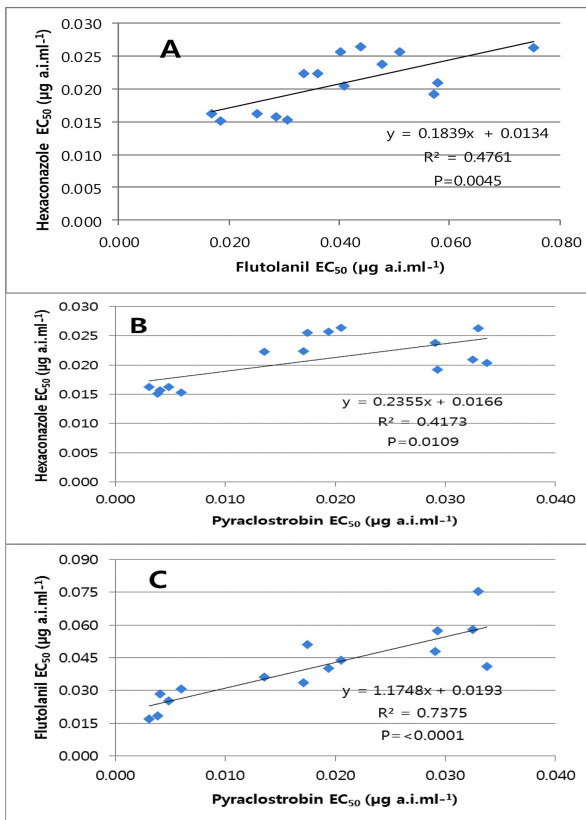 A
0.030
0.025
0.020
0.015
0.010
0.005
0.000
Hexaconazole EC50 (µg a.i.ml-1)
y = 0.1839x + 0.0134
R² = 0.4761
P=0.0045
0.000 0.020 0.040 0.060 0.080
Flutolanil EC50 (µg a.i.ml-1)
B
0.030
0.025
0.020
0.015
0.010
0.005
0.000
Hexaconazole EC50 (µg a.i.ml-1)
y = 0.2355x + 0.0166
R² = 0.4173
P=0.0109
0.000 0.010 0.020 0.030 0.040
Pyraclostrobin EC50 (µg a.i.ml-1)
C
0.090
0.075
0.060
0.045
0.030
0.015
0.000
Flutolanil EC50 (µg a.i.ml-1)
y = 1.1748x + 0.0193
R² = 0.7375
P=<0.0001
0.000 0.010 0.020 0.030 0.040
Pyraclostrobin EC50 (µg a.i.ml-1)